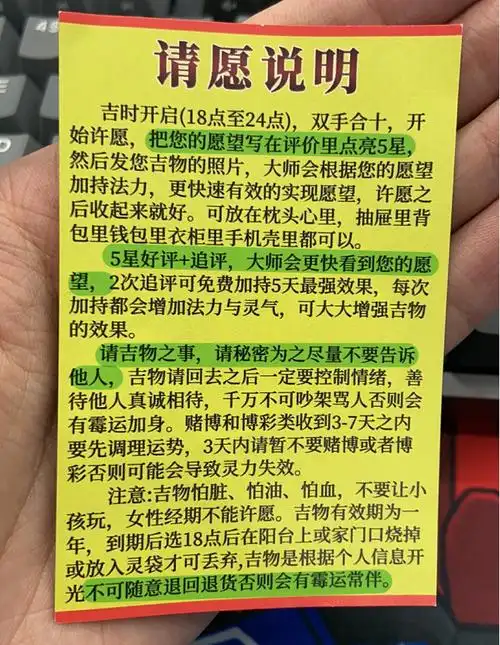 请愿说明
吉时开启(18点至24点)，双手合十，开
始许愿，把您的愿望写在评价里点亮5星，
然后发您吉物的照片，大师会根据您的愿望
加持法力，更快速有效的实现愿望，许愿之
后收起来就好。可放在枕头心里，抽屉里背
包里钱包里衣柜里手机壳里都可以。
5星好评+追评，大师会更快看到您的愿
望，2次追评可免费加持5天最强效果，每次
加持都会增加法力与灵气，可大大增强吉物
的效果。
请吉物之事，请秘密为之尽量不要告诉
他人，吉物请回去之后一定要控制情绪，善
待他人真诚相待，千万不可吵架骂人否则会
有霉运加身。赌博和博彩类收到3-7天之内
要先调理运势，3天内请暂不要赌博或者博
彩否则可能会导致灵力失效。
注意:吉物怕脏、怕油、怕血，不要让小
孩玩，女性经期不能许愿。吉物有效期为一
年，到期后选18点后在阳台上或家门口烧掉
或放入灵袋才可丢弃,吉物是根据个人信息开
光不可随意退回退货否则会有霉运常伴。